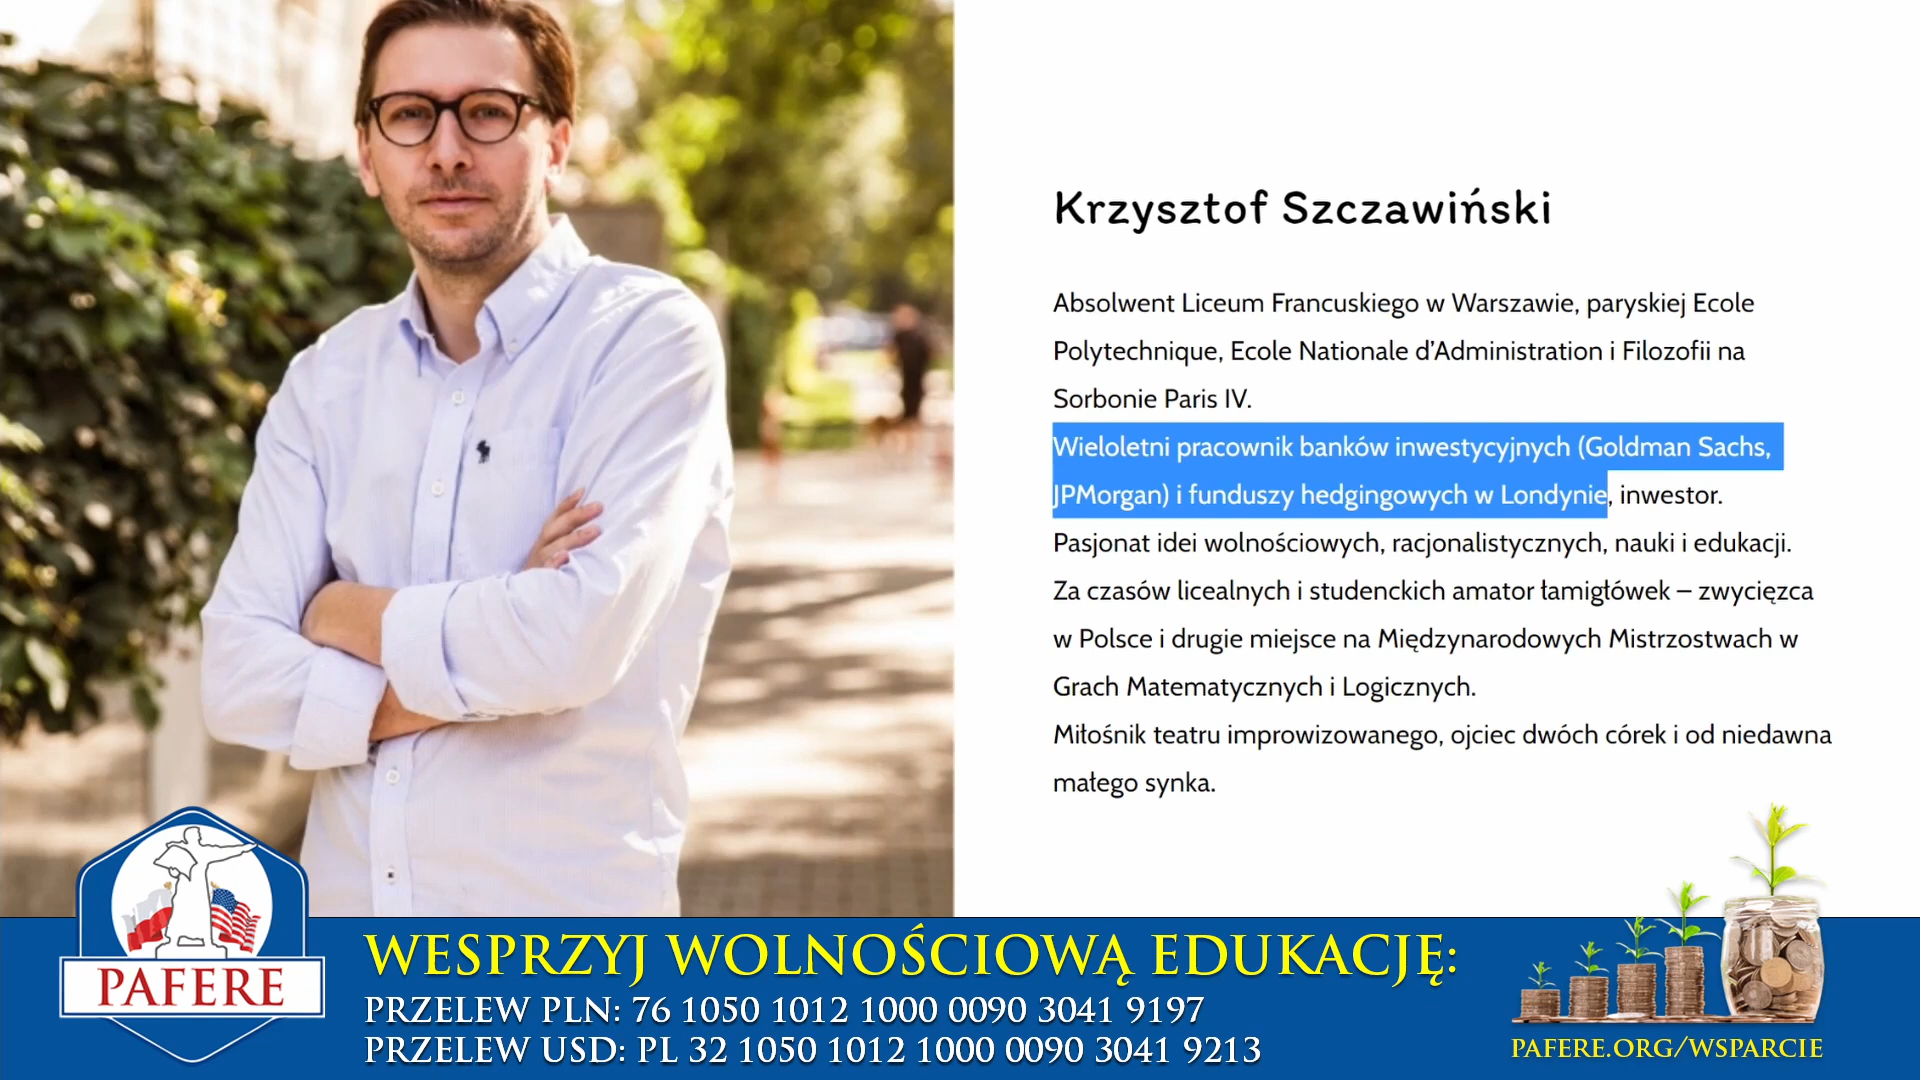 Krzysztof Szczawiński
Absolwent Liceum Francuskiego w Warszawie, paryskiej Ecole
Polytechnique, Ecole Nationale d’Administration i Filozofii na
Sorbonie Paris IV.
Wieloletni pracownik banków inwestycyjnych (Goldman Sachs,
JPMorgan) i funduszy hedgingowych w Londynie, inwestor.
Pasjonat idei wolnościowych, racjonalistycznych, nauki i edukacji.
Za czasów licealnych i studenckich amator łamigłówek – zwycięzca
w Polsce i drugie miejsce na Międzynarodowych Mistrzostwach w
Grach Matematycznych i Logicznych.
Miłośnik teatru improwizowanego, ojciec dwóch córek i od niedawna
małego synka.
PAFERE
WESPRZYJ WOLNOŚCIOWĄ EDUKACJĘ:
PRZELEW PLN: 76 1050 1012 1000 0090 3041 9197
PRZELEW USD: PL 32 1050 1012 1000 0090 3041 9213
PAFERE.ORG/WSPARCIE